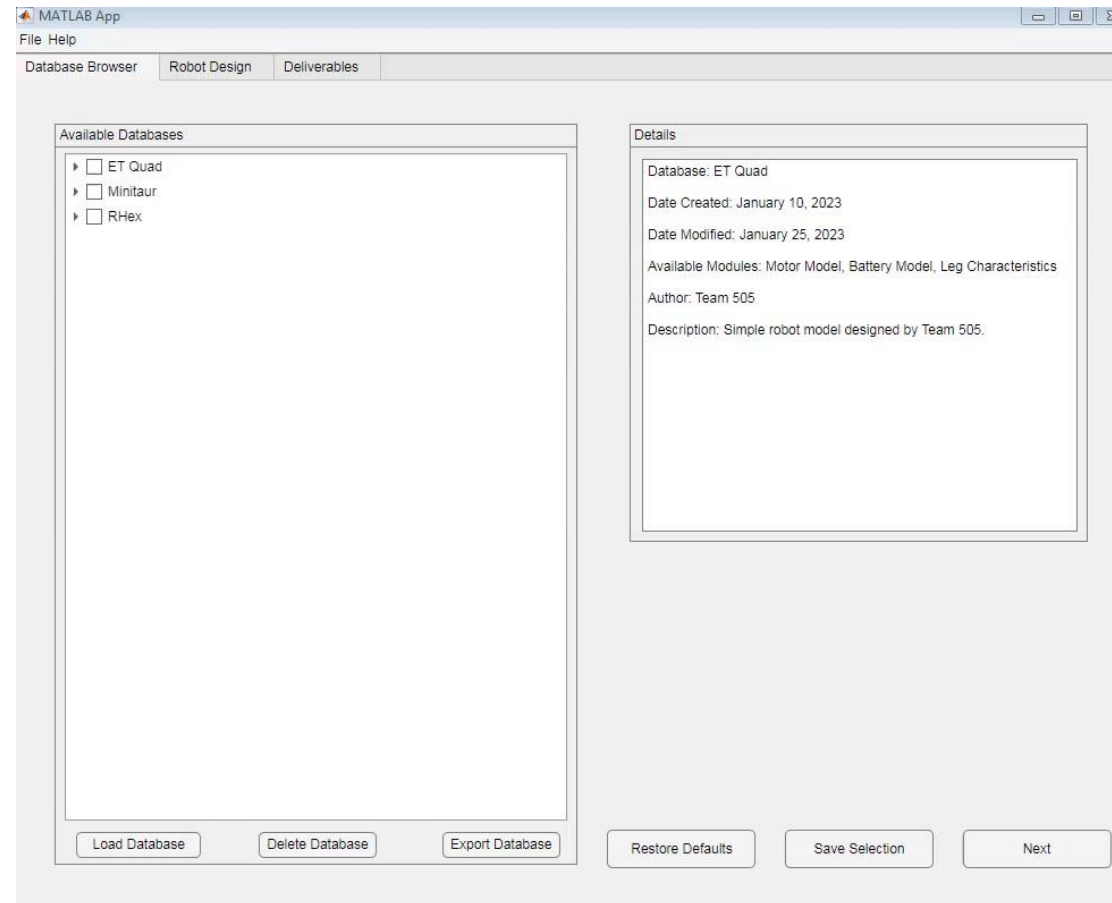 MATLAB App
File Help
Database Browser Robot Design Deliverables
Available Databases
ET Quad
Minitaur
RHex
Details
Database: ET Quad
Date Created: January 10, 2023
Date Modified: January 25, 2023
Available Modules: Motor Model, Battery Model, Leg Characteristics
Author: Team 505
Description: Simple robot model designed by Team 505.
Load Database Delete Database Export Database
Restore Defaults Save Selection Next